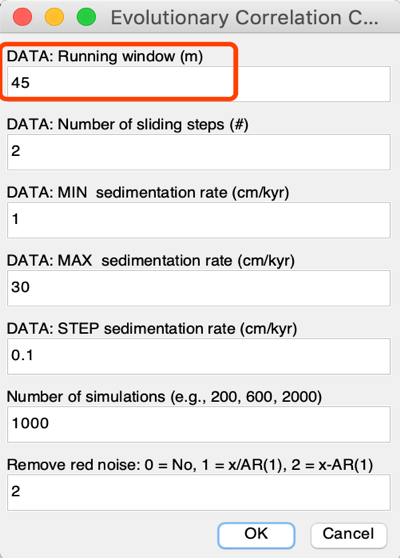 Evolutionary Correlation C...
DATA: Running window (m)
45
DATA: Number of sliding steps (#)
2
DATA: MIN  sedimentation rate (cm/kyr)
1
DATA: MAX  sedimentation rate (cm/kyr)
30
DATA: STEP sedimentation rate (cm/kyr)
0.1
Number of simulations (e.g., 200, 600, 2000)
1000
Remove red noise: 0 = No, 1 = x/AR(1), 2 = x-AR(1)
2
OK Cancel